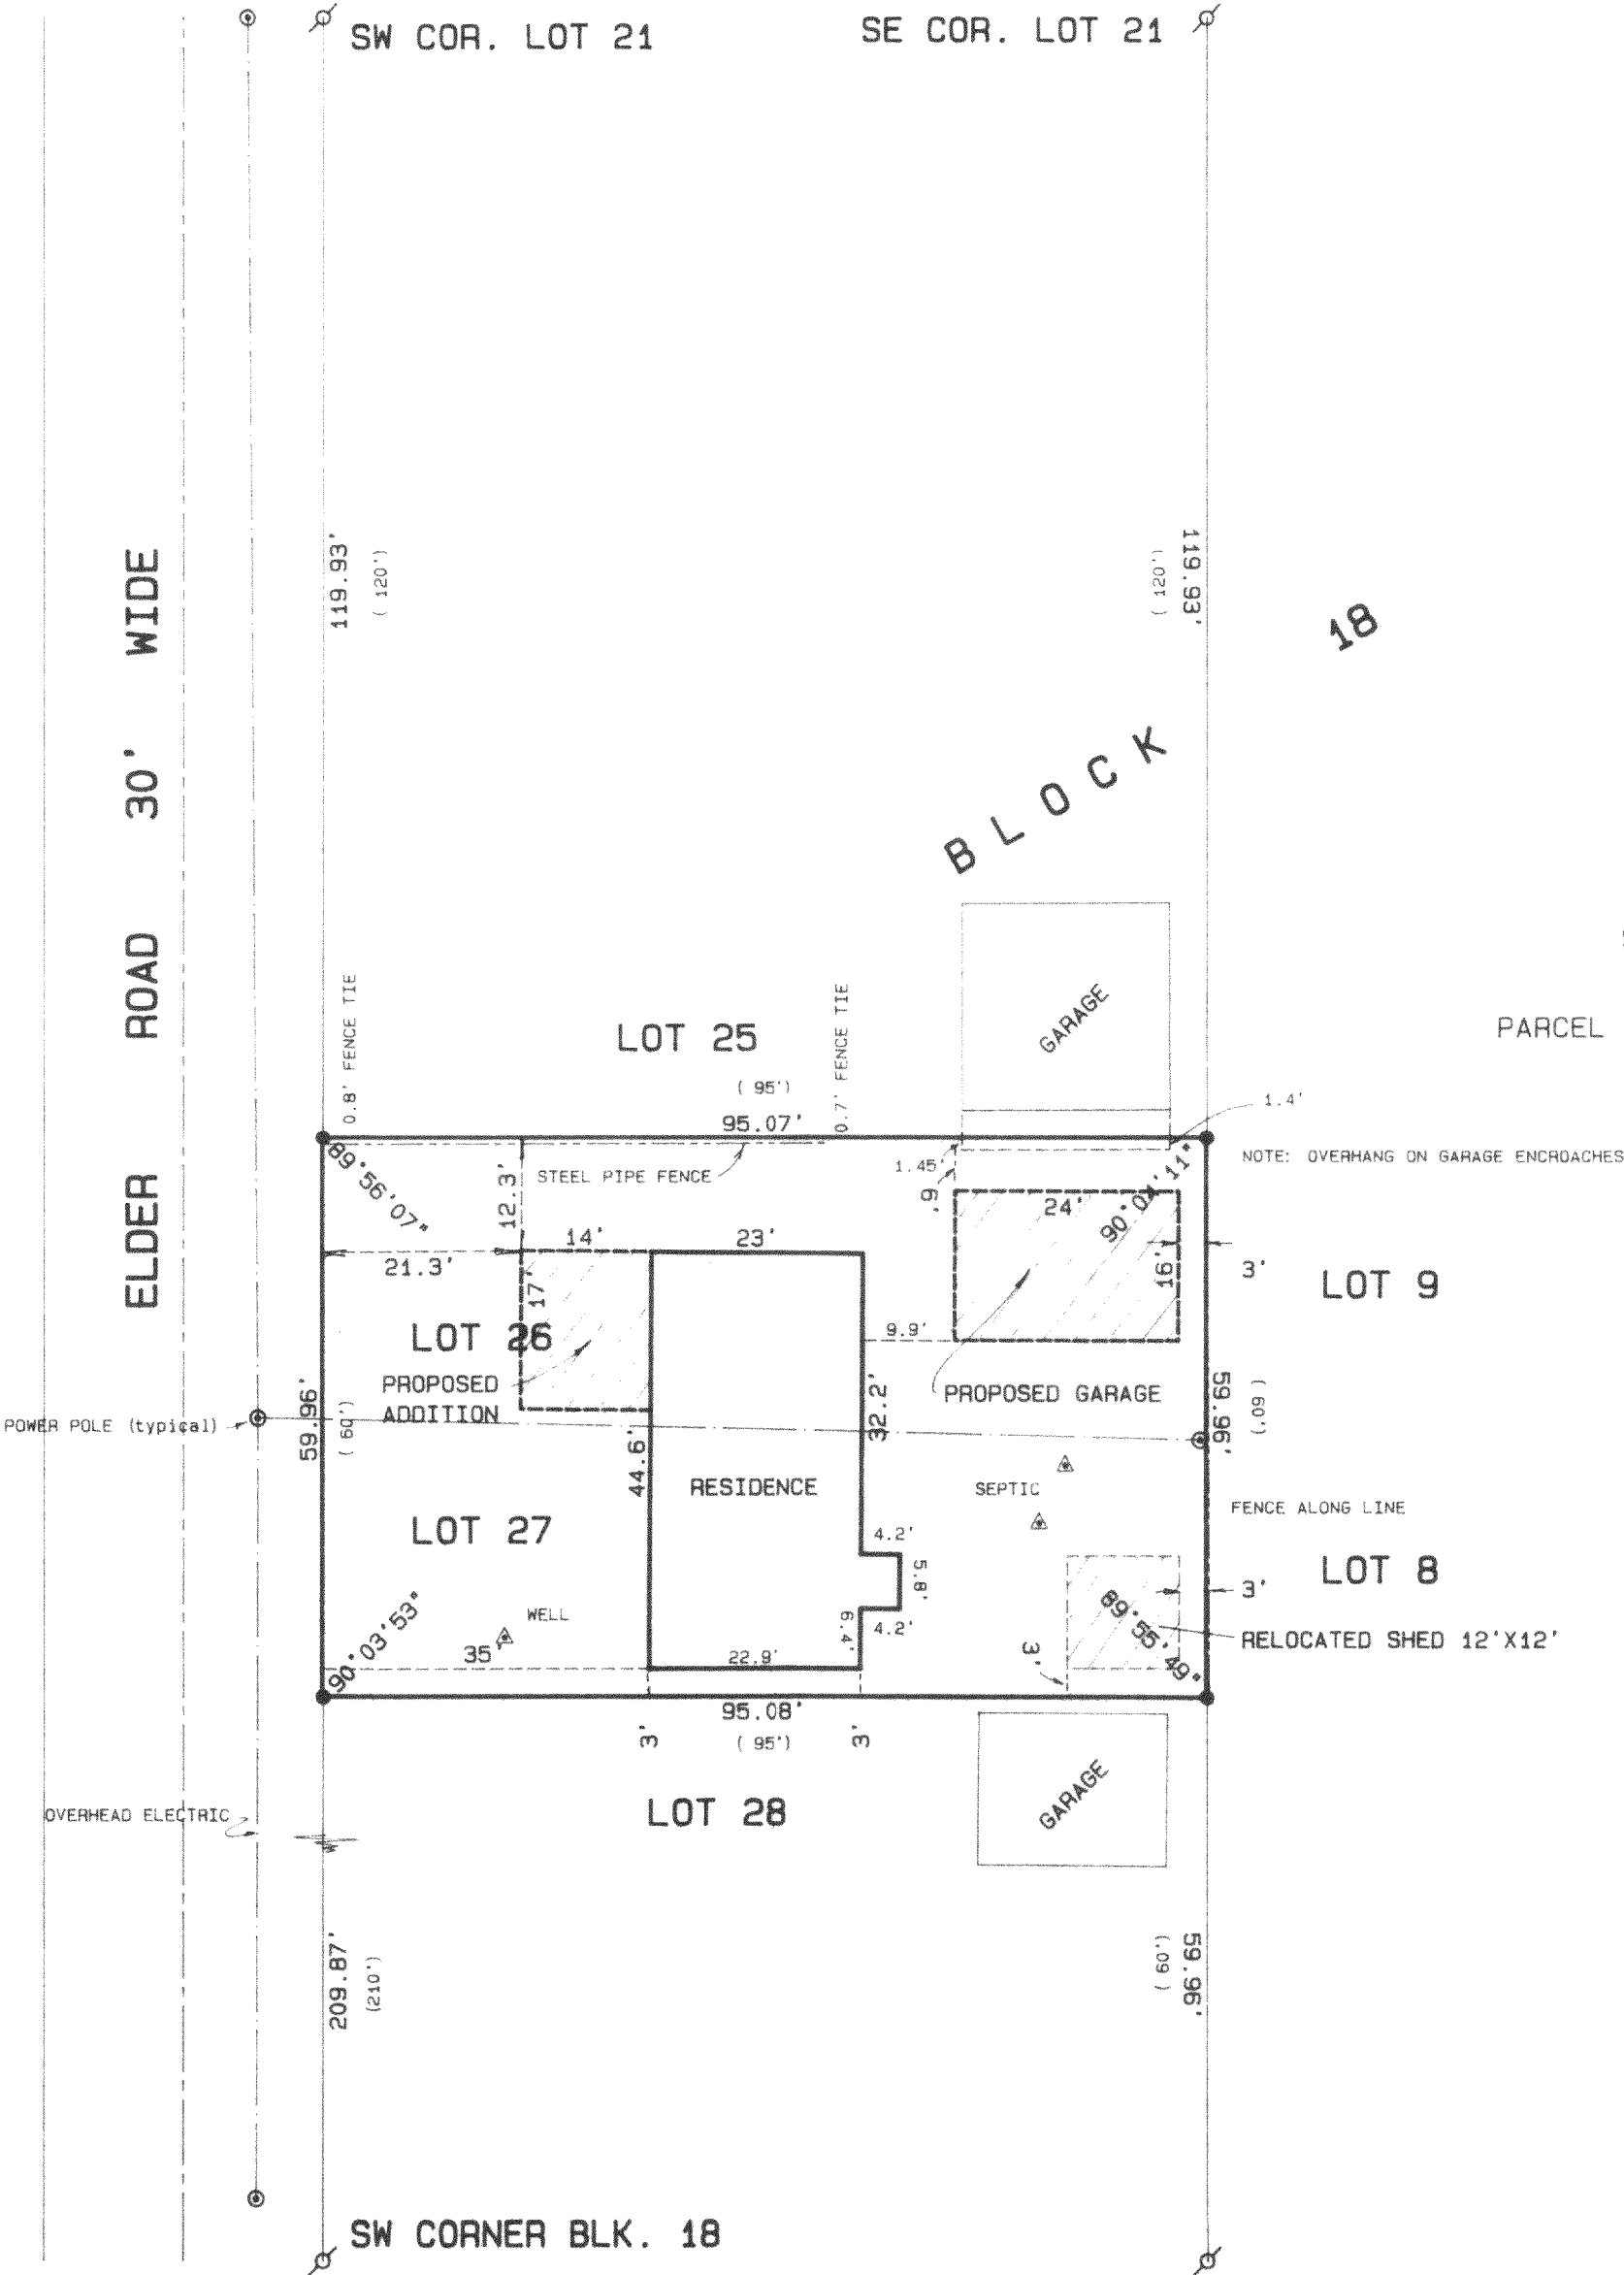 SW COR. LOT 21
SE COR. LOT 21
ELDER ROAD 30' WIDE
119.93'
( 120')
119.93'
( 120')
BLOCK 18
GARAGE
0.8' FENCE TIE
LOT 25
0.7' FENCE TIE
PARCEL
( 95')
95.07'
1.4'
89°56'07"
STEEL PIPE FENCE
1.45'
90°04'11"
NOTE: OVERHANG ON GARAGE ENCROACHES
12.3'
6'
24'
14'
23'
21.3'
17'
16'
3'
LOT 9
LOT 26
9.9'
PROPOSED
ADDITION
PROPOSED GARAGE
32.2'
59.96'
( 60')
59.96'
( 60')
POWER POLE (typical)
44.6'
RESIDENCE
SEPTIC
FENCE ALONG LINE
LOT 27
4.2'
5.8'
LOT 8
3'
90°03'53"
WELL
6.4'
4.2'
89°55'49"
RELOCATED SHED 12'X12'
35'
22.9'
3'
95.08'
( 95')
3'
3'
LOT 28
GARAGE
OVERHEAD ELECTRIC
209.87'
(210')
59.96'
(60')
SW CORNER BLK. 18